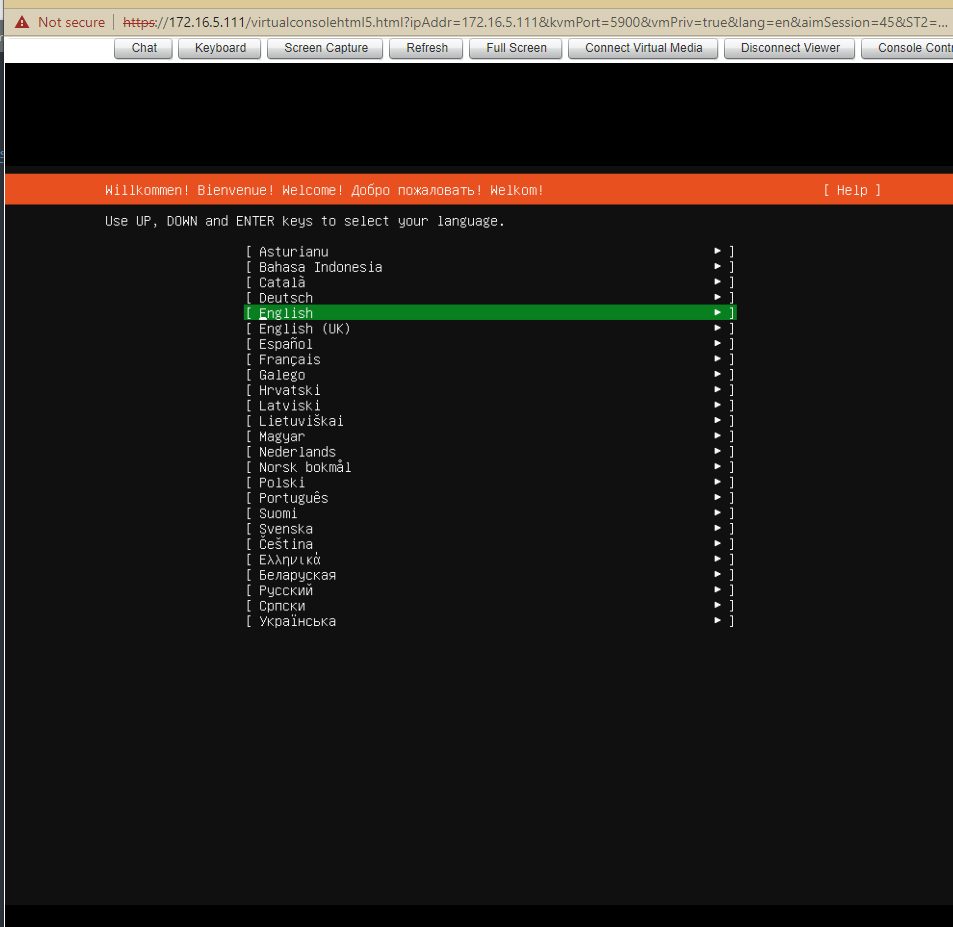 Not secure | https://172.16.5.111/virtualconsolehtml5.html?ipAddr=172.16.5.111&kvmPort=5900&vmPriv=true&lang=en&aimSession=45&ST2=...
Chat Keyboard Screen Capture Refresh Full Screen Connect Virtual Media Disconnect Viewer Console Cont
Willkommen! Bienvenue! Welcome! Добро пожаловать! Welkom! [ Help ]
Use UP, DOWN and ENTER keys to select your language.
[ Asturianu ► ]
[ Bahasa Indonesia ► ]
[ Català ► ]
[ Deutsch ► ]
[ English ► ]
[ English (UK) ► ]
[ Español ► ]
[ Français ► ]
[ Galego ► ]
[ Hrvatski ► ]
[ Latviski ► ]
[ Lietuviškai ► ]
[ Magyar ► ]
[ Nederlands ► ]
[ Norsk bokmål ► ]
[ Polski ► ]
[ Português ► ]
[ Suomi ► ]
[ Svenska ► ]
[ Čeština ► ]
[ Ελληνικά ► ]
[ Беларуская ► ]
[ Русский ► ]
[ Српски ► ]
[ Українська ► ]